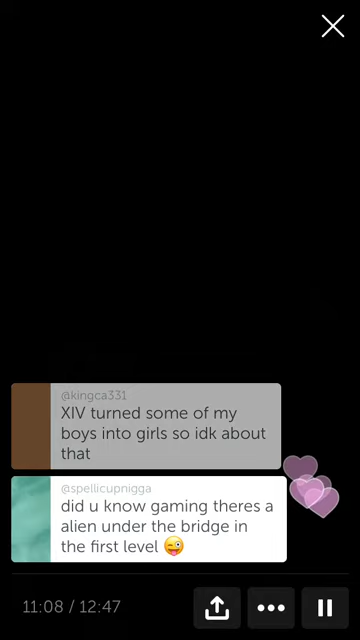 @kingca331
XIV turned some of my
boys into girls so idk about
that
@spellicupnigga
did u know gaming theres a
alien under the bridge in
the first level 😜
11:08 / 12:47